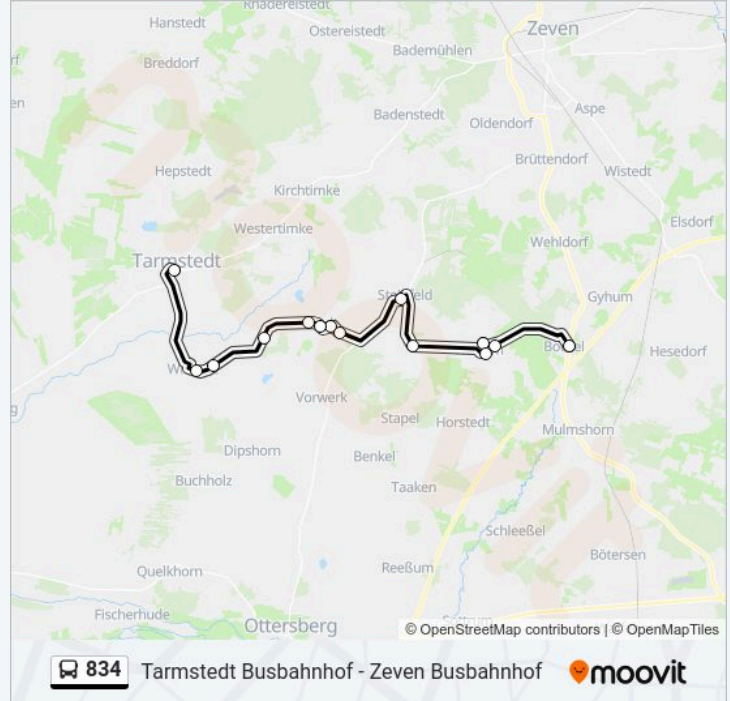 Rhadereistedt
Hanstedt
Zeven
Ostereistedt
Bademühlen
Breddorf
Aspe
Badenstedt
Oldendorf
Brüttendorf
Hepstedt
Wistedt
Kirchtimke
Elsdorf
Westertimke
Wehldorf
Tarmstedt
Gyhum
Hesedorf
Vorwerk
Stapel
Horstedt
Mulmshorn
Dipshorn
Benkel
Buchholz
Taaken
Schleeßel
Bötersen
Reeßum
Quelkhorn
Fischerhude
Ottersberg
© OpenStreetMap contributors | © OpenMapTiles
834 Tarmstedt Busbahnhof - Zeven Busbahnhof moovit